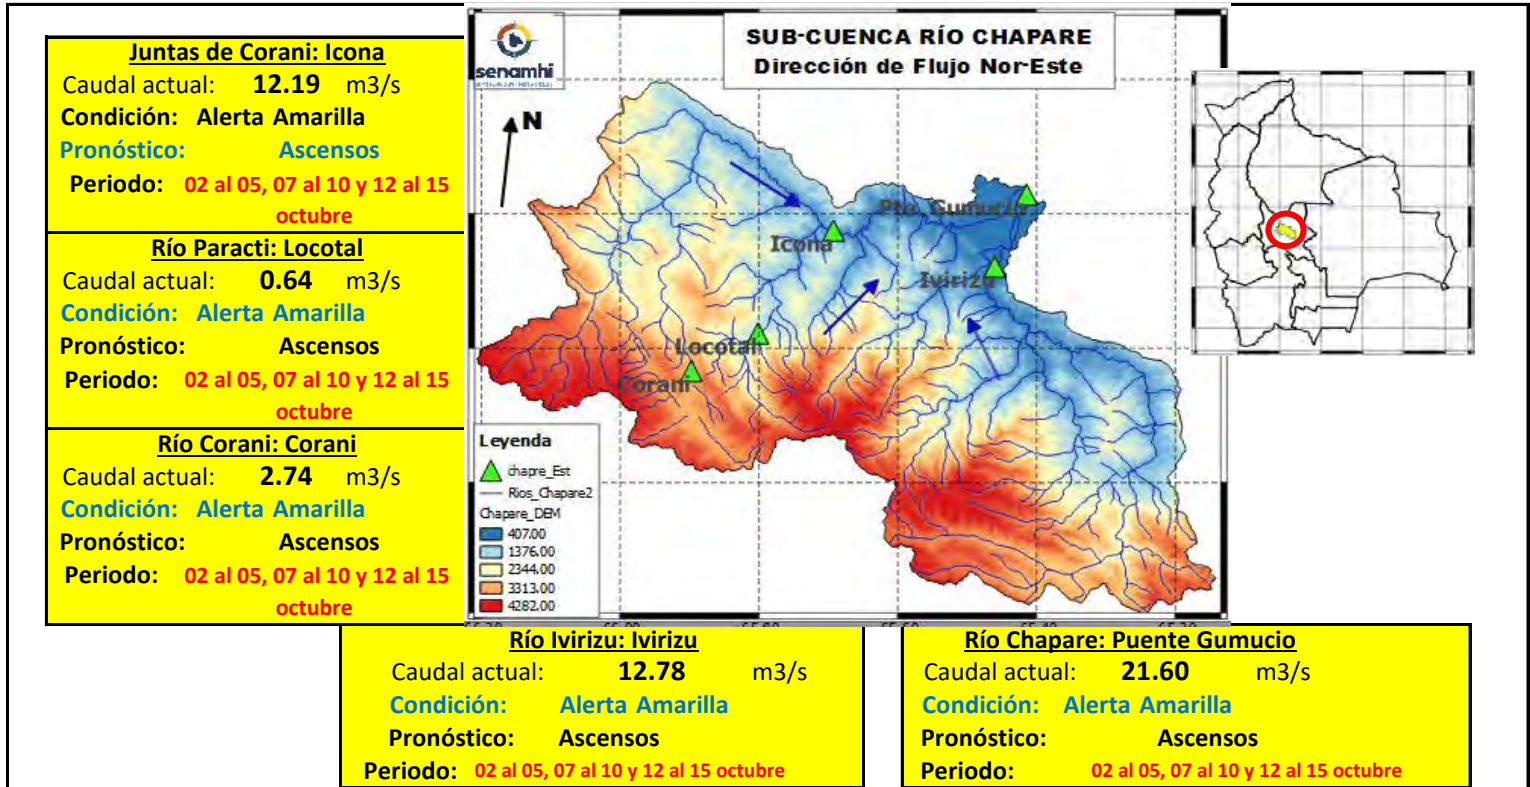 Juntas de Corani: Icona
Caudal actual: 12.19 m3/s
Condición: Alerta Amarilla
Pronóstico: Ascensos
Periodo: 02 al 05, 07 al 10 y 12 al 15
octubre
Río Paracti: Locotal
Caudal actual: 0.64 m3/s
Condición: Alerta Amarilla
Pronóstico: Ascensos
Periodo: 02 al 05, 07 al 10 y 12 al 15
octubre
Río Corani: Corani
Caudal actual: 2.74 m3/s
Condición: Alerta Amarilla
Pronóstico: Ascensos
Periodo: 02 al 05, 07 al 10 y 12 al 15
octubre
senamhi
SUB-CUENCA RÍO CHAPARE
Dirección de Flujo Nor-Este
N
Pte. Gumucio
Icona
Ivirizu
Locotal
Corani
Leyenda
chapre_Est
Rios_Chapare2
Chapare_DEM
407.00
1376.00
2344.00
3313.00
4282.00
Río Ivirizu: Ivirizu
Caudal actual: 12.78 m3/s
Condición: Alerta Amarilla
Pronóstico: Ascensos
Periodo: 02 al 05, 07 al 10 y 12 al 15 octubre
Río Chapare: Puente Gumucio
Caudal actual: 21.60 m3/s
Condición: Alerta Amarilla
Pronóstico: Ascensos
Periodo: 02 al 05, 07 al 10 y 12 al 15 octubre